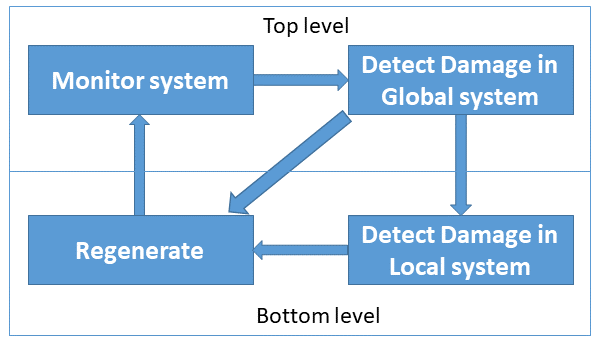 Top level
Monitor system
Detect Damage in
Global system
Regenerate
Detect Damage in
Local system
Bottom level